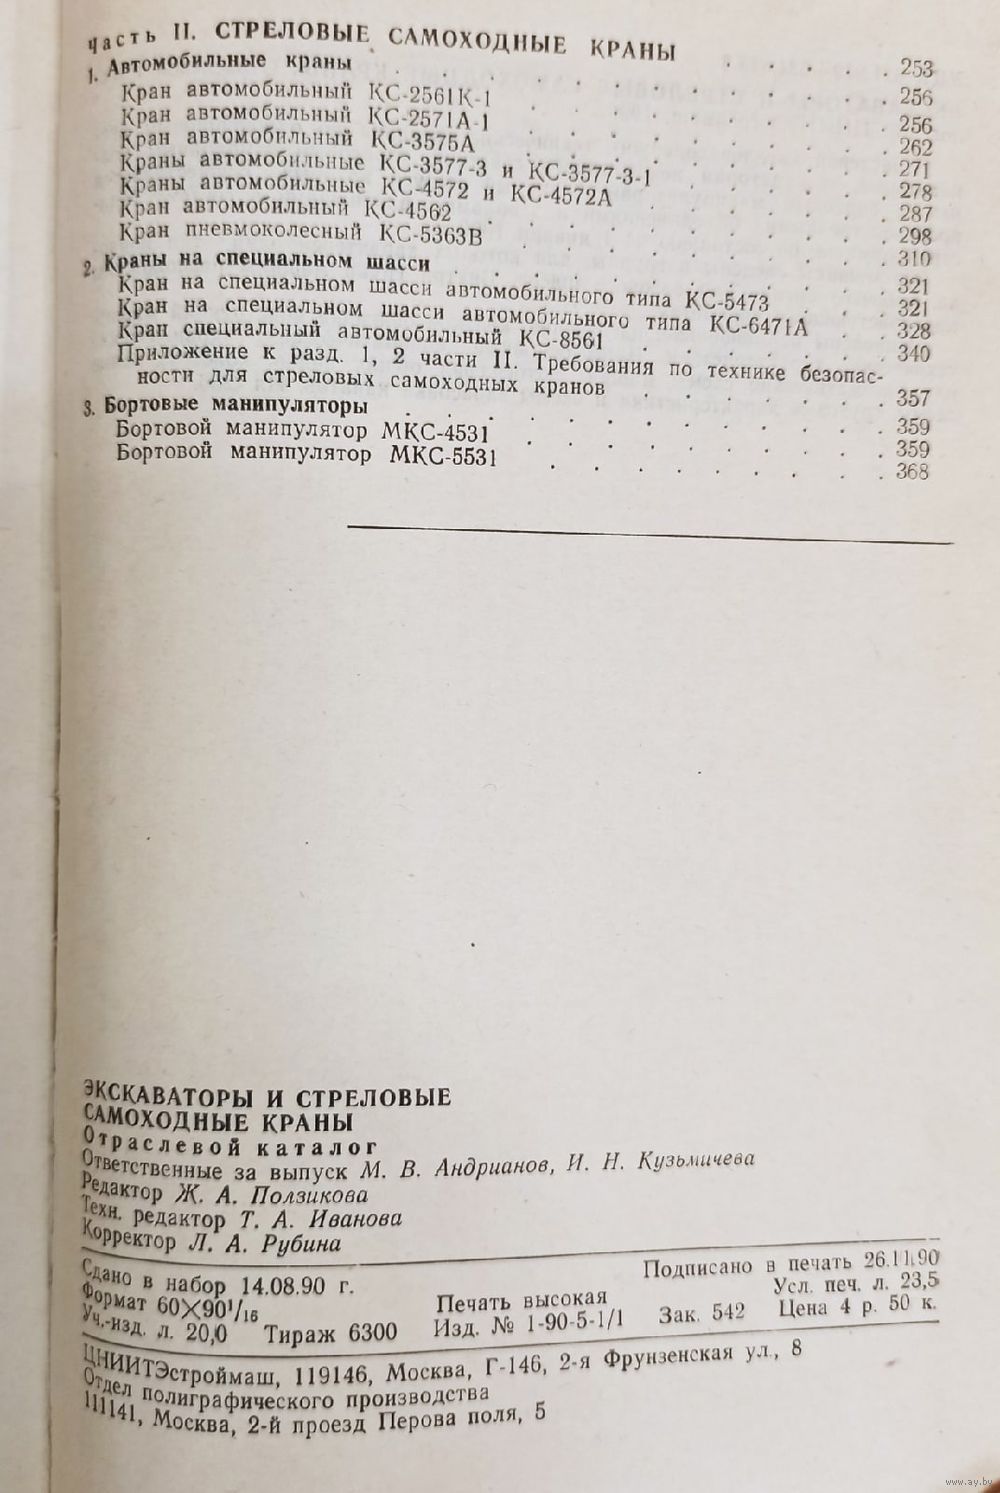 Часть II. СТРЕЛОВЫЕ САМОХОДНЫЕ КРАНЫ . . . . . 253
1. Автомобильные краны . . . . . . . . . . . . 256
Кран автомобильный КС-2561К-1 . . . . . . . . . 256
Кран автомобильный КС-2571А-1 . . . . . . . . . 262
Кран автомобильный КС-3575А . . . . . . . . . 271
Краны автомобильные КС-3577-3 и КС-3577-3-1 . . . . . 278
Краны автомобильные КС-4572 и КС-4572А . . . . . . 287
Кран автомобильный КС-4562 . . . . . . . . . 298
Кран пневмоколесный КС-5363В . . . . . . . . . 310
2. Краны на специальном шасси . . . . . . . . . . 321
Кран на специальном шасси автомобильного типа КС-5473 . . . 321
Кран на специальном шасси автомобильного типа КС-6471А . . 328
Кран специальный автомобильный КС-8561 . . . . . . 340
Приложение к разд. 1, 2 части II. Требования по технике безопас-
ности для стреловых самоходных кранов . . . . . . . 357
3. Бортовые манипуляторы . . . . . . . . . . . 359
Бортовой манипулятор МКС-4531 . . . . . . . . . 359
Бортовой манипулятор МКС-5531 . . . . . . . . . 368
ЭКСКАВАТОРЫ И СТРЕЛОВЫЕ
САМОХОДНЫЕ КРАНЫ
Отраслевой каталог
Ответственные за выпуск М. В. Андрианов, И. Н. Кузьмичева
Редактор Ж. А. Ползикова
Техн. редактор Т. А. Иванова
Корректор Л. А. Рубина
Сдано в набор 14.08.90 г. Подписано в печать 26.11.90
Формат 60×90¹/₁₆ Печать высокая Усл. печ. л. 23,5
Уч.-изд. л. 20,0 Тираж 6300 Изд. № 1-90-5-1/1 Зак. 542 Цена 4 р. 50 к.
ЦНИИТЭстроймаш, 119146, Москва, Г-146, 2-я Фрунзенская ул., 8
Отдел полиграфического производства
111141, Москва, 2-й проезд Перова поля, 5
www.ay.by